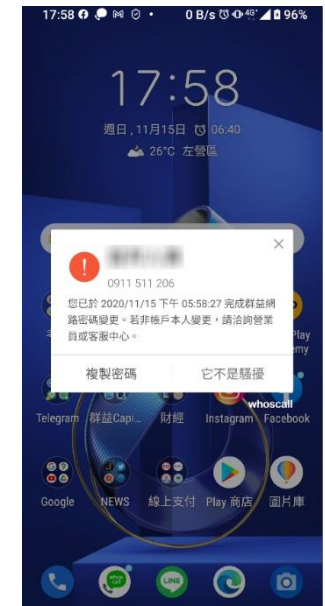 17:58
0 B/s
4G+
96%
17:58
週日, 11月15日 06:40
26°C 左營區
0911 511 206
您已於 2020/11/15 下午 05:58:27 完成群益網
路密碼變更。若非帳戶本人變更，請洽詢營業
員或客服中心。
複製密碼 它不是騷擾
whoscall
Telegram 群益Capi... 財經 Instagram Facebook
Google NEWS 線上支付 Play 商店 圖片庫
LINE